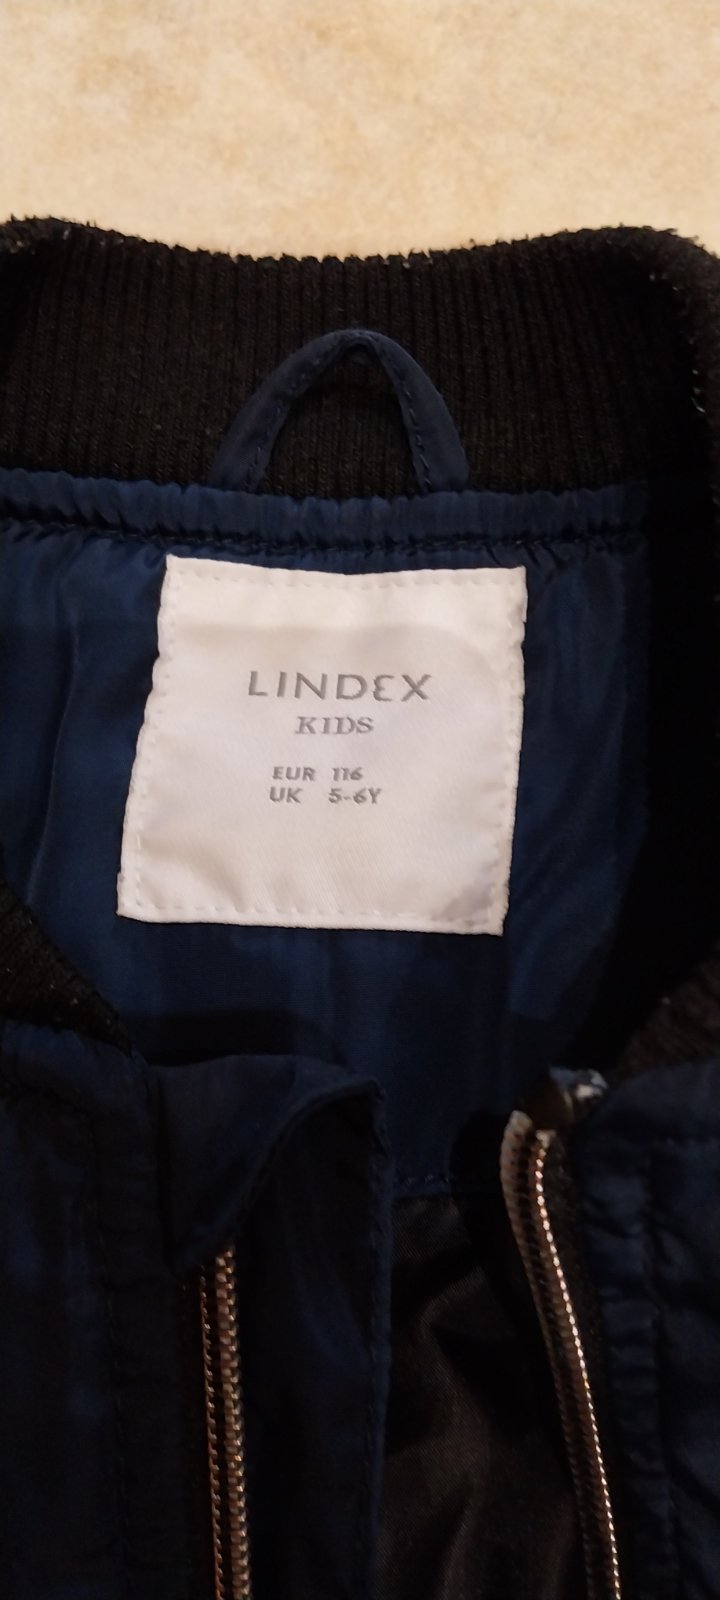 LINDEX
KIDS
EUR 116
UK 5-6Y